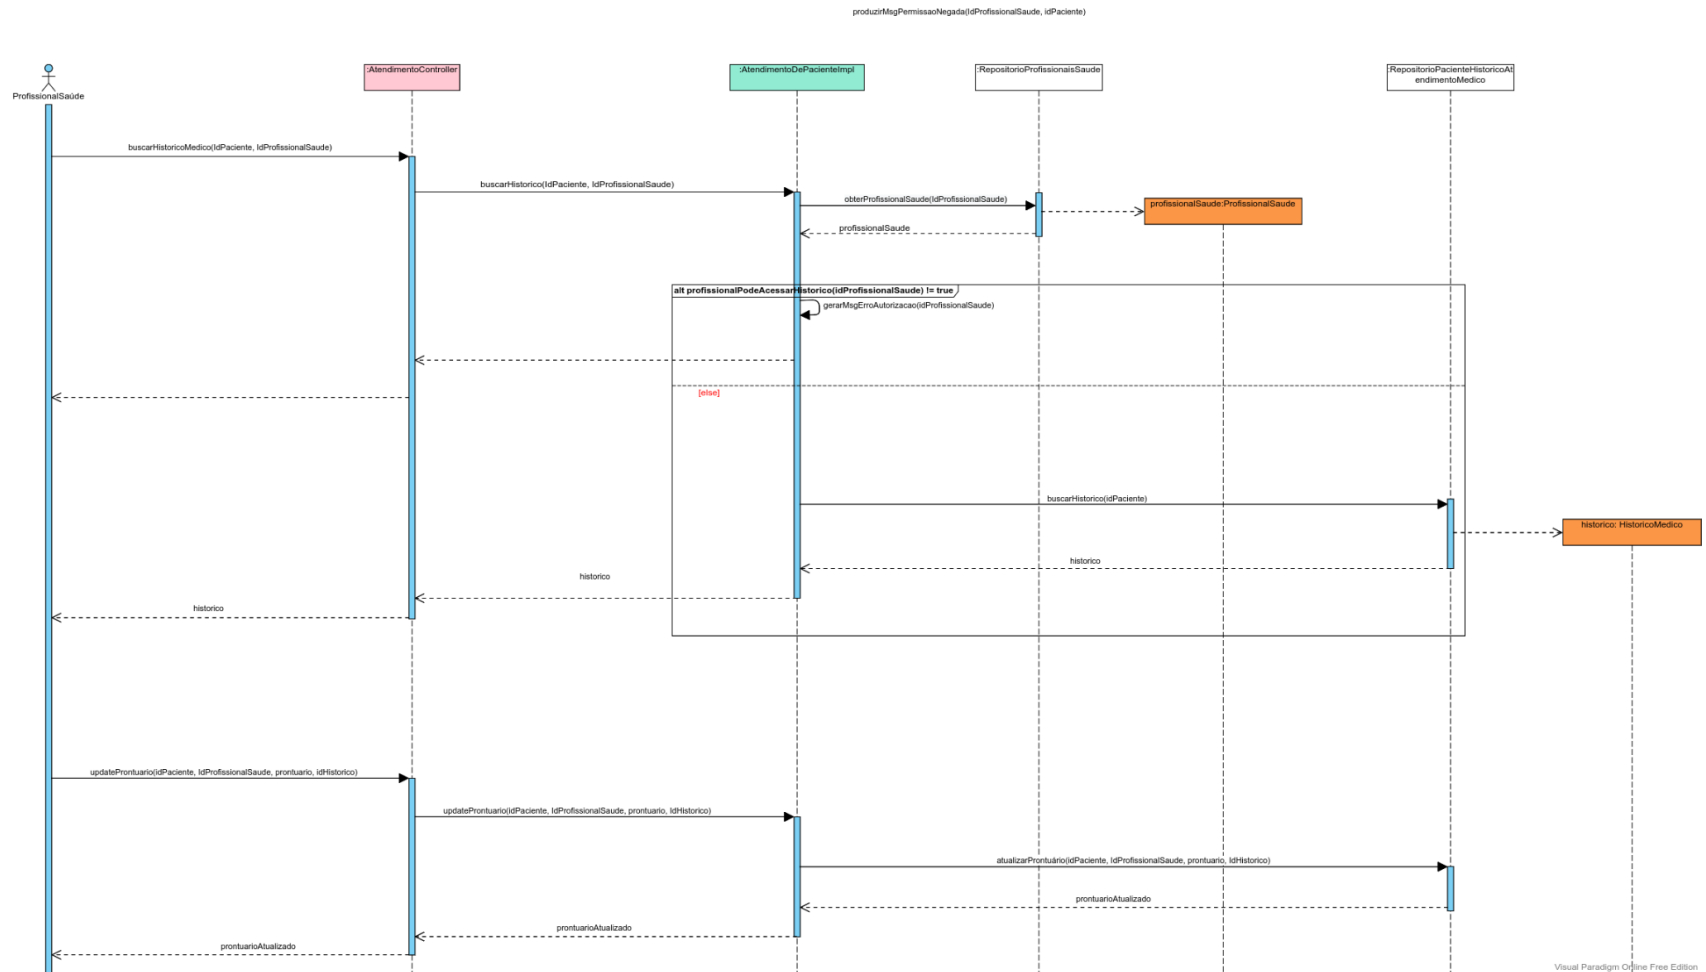 produzirMsgPermissaoNegada(IdProfissionalSaude, idPaciente)
:AtendimentoController
:AtendimentoDePacienteImpl
:RepositorioProfissionaisSaude
:RepositorioPacienteHistoricoAt
endimentoMedico
ProfissionalSaúde
buscarHistoricoMedico(IdPaciente, IdProfissionalSaude)
buscarHistorico(IdPaciente, IdProfissionalSaude)
obterProfissionalSaude(IdProfissionalSaude)
profissionalSaude:ProfissionalSaude
profissionalSaude
alt profissionalPodeAcessarHistorico(idProfissionalSaude) != true
gerarMsgErroAutorizacao(idProfissionalSaude)
[else]
buscarHistorico(idPaciente)
historico: HistoricoMedico
historico
historico
historico
updateProntuario(idPaciente, IdProfissionalSaude, prontuario, idHistorico)
updateProntuario(idPaciente, IdProfissionalSaude, prontuario, IdHistorico)
atualizarProntuário(idPaciente, IdProfissionalSaude, prontuario, IdHistorico)
prontuarioAtualizado
prontuarioAtualizado
prontuarioAtualizado
Visual Paradigm Online Free Edition